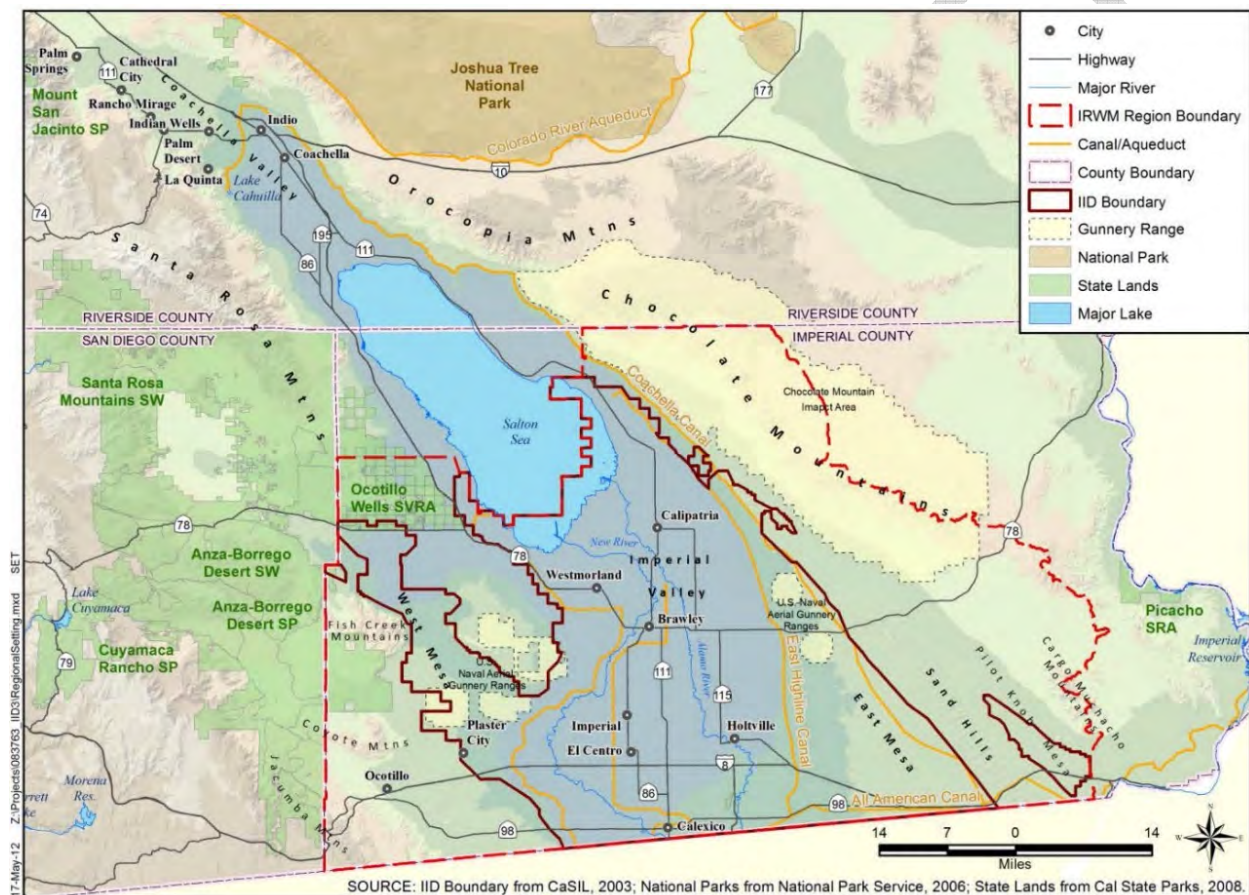 City
Highway
Major River
IRWM Region Boundary
Canal/Aqueduct
County Boundary
IID Boundary
Gunnery Range
National Park
State Lands
Major Lake
Palm
Springs
111
Cathedral
City
Rancho Mirage
Mount
San
Jacinto SP
Indian Wells
Palm
Desert
La Quinta
Indio
Coachella
Coachella Valley
Lake
Cahuilla
Joshua Tree
National
Park
Colorado River Aqueduct
177
10
Orocopia Mtns
74
Santa Rosa Mtns
195
86
111
Chocolate Mountains
RIVERSIDE COUNTY
SAN DIEGO COUNTY
RIVERSIDE COUNTY
IMPERIAL COUNTY
Chocolate Mountain
Imapct Area
Coachella Canal
Santa Rosa
Mountains SW
Salton
Sea
Ocotillo
Wells SVRA
78
78
78
Calipatria
New River
Imperial
Valley
Westmorland
Brawley
Anza-Borrego
Desert SW
Anza-Borrego
Desert SP
Fish Creek
Mountains
West Mesa
Lake
Cuyamaca
79
Cuyamaca
Rancho SP
U.S.
Naval Aerial
Gunnery Ranges
U.S. Naval
Aerial Gunnery
Ranges
Picacho
SRA
Imperial
Reservoir
Alamo River
East Highline Canal
111
115
Pilot Knob
Mesa
Cargo Muchacho
Mountains
Sand Hills
East Mesa
Plaster
City
Imperial
El Centro
Holtville
8
Coyote Mtns
Jacumba Mtns
Ocotillo
Morena
Res.
86
98
98
All American Canal
Calexico
14
7
0
14
Miles
N
S
W
E
SOURCE: IID Boundary from CaSIL, 2003; National Parks from National Park Service, 2006; State Lands from Cal State Parks, 2008